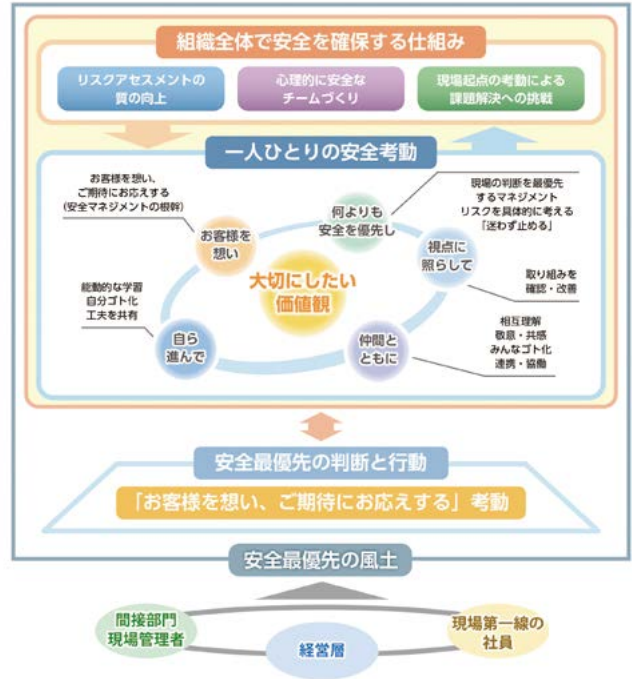 組織全体で安全を確保する仕組み
リスクアセスメントの
質の向上
心理的に安全な
チームづくり
現場起点の考動による
課題解決への挑戦
一人ひとりの安全考動
お客様を想い、
ご期待にお応えする
(安全マネジメントの根幹)
お客様を
想い
何よりも
安全を優先し
現場の判断を最優先
するマネジメント
リスクを具体的に考える
「迷わず止める」
視点に
照らして
大切にしたい
価値観
取り組みを
確認・改善
能動的な学習
自分ゴト化
工夫を共有
自ら
進んで
仲間と
ともに
相互理解
敬意・共感
みんなゴト化
連携・協働
安全最優先の判断と行動
「お客様を想い、ご期待にお応えする」考動
安全最優先の風土
間接部門
現場管理者
経営層
現場第一線の
社員